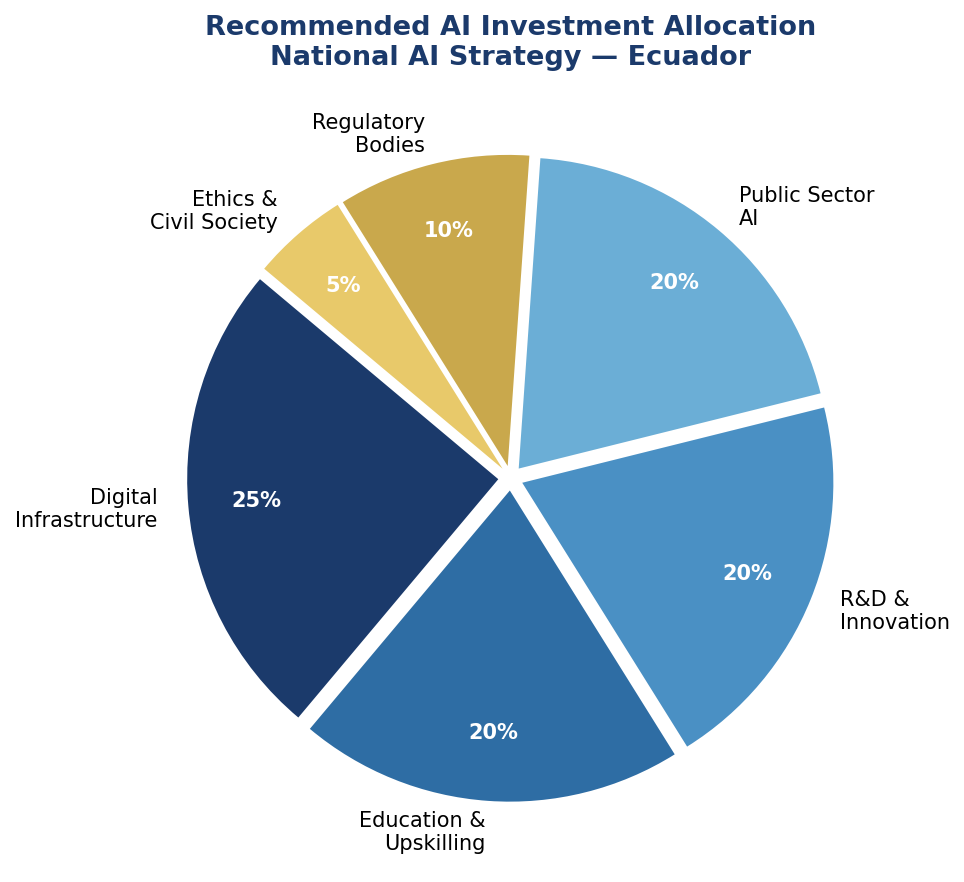 Recommended AI Investment Allocation
National AI Strategy — Ecuador
Regulatory
Bodies
10%
Ethics &
Civil Society
5%
Public Sector
AI
20%
Digital
Infrastructure
25%
R&D &
Innovation
20%
Education &
Upskilling
20%